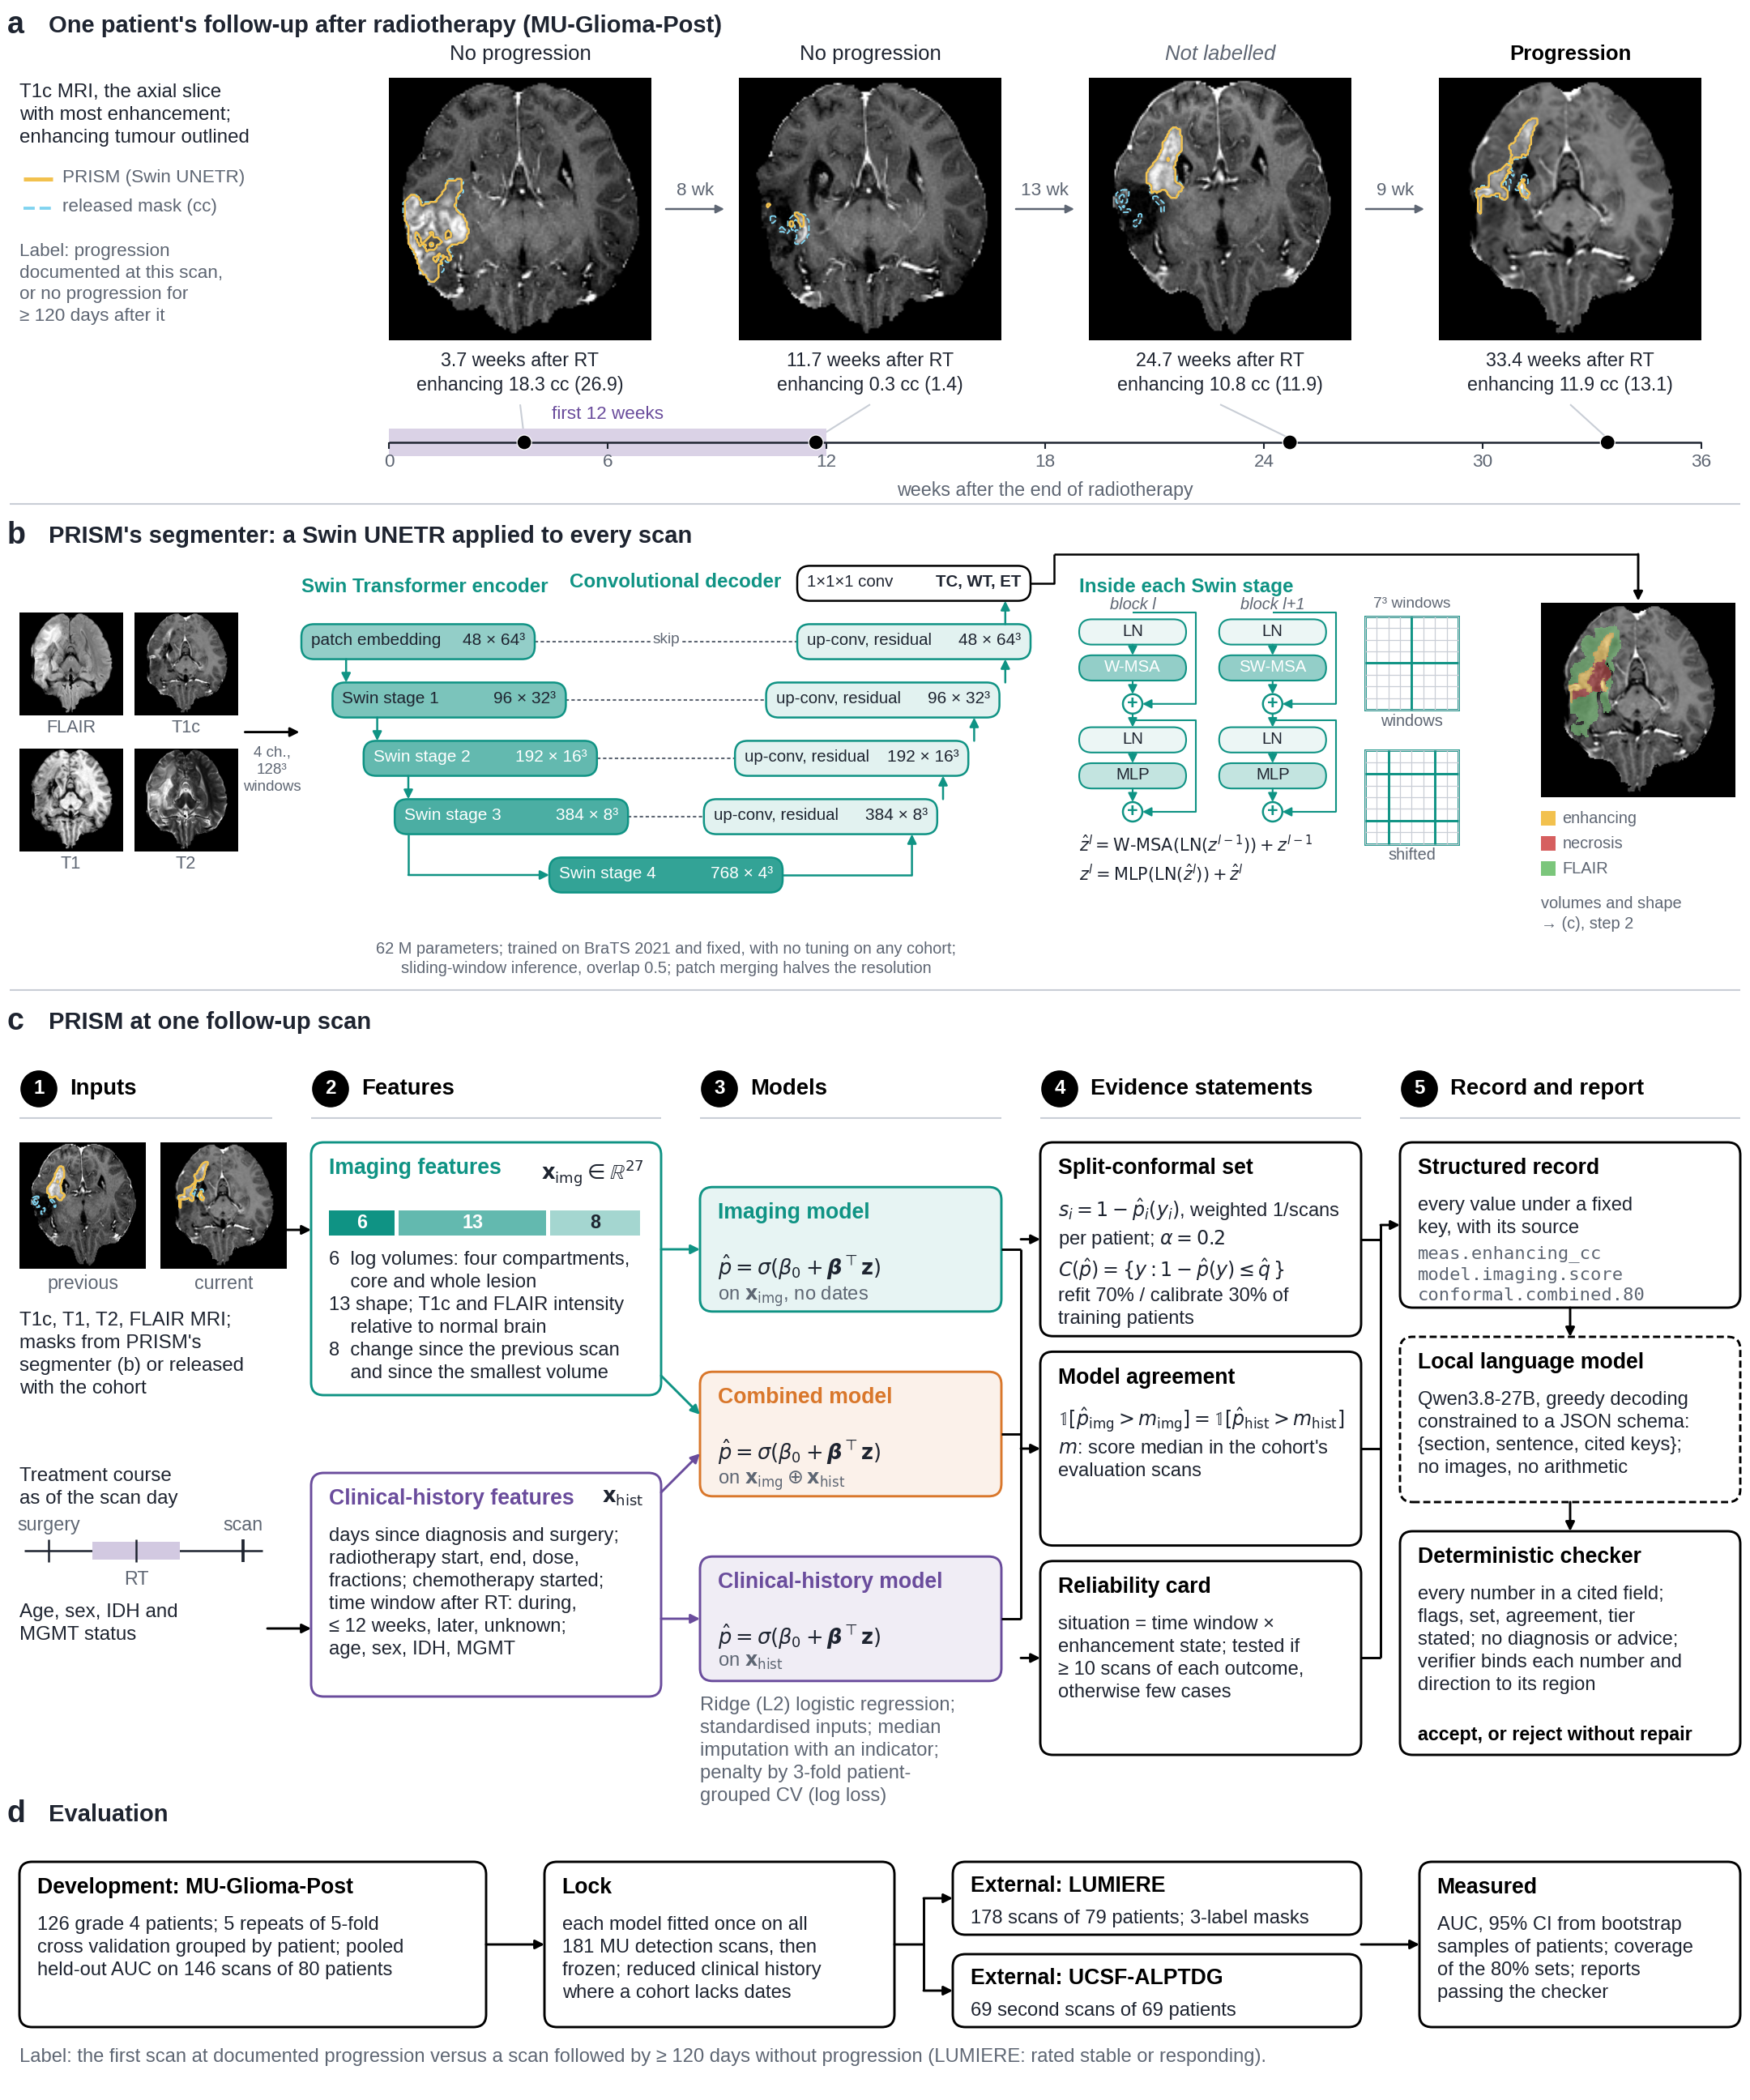 a One patient's follow-up after radiotherapy (MU-Glioma-Post)
No progression
No progression
Not labelled
Progression
T1c MRI, the axial slice
with most enhancement;
enhancing tumour outlined
PRISM (Swin UNETR)
released mask (cc)
Label: progression
documented at this scan,
or no progression for
≥ 120 days after it
8 wk
13 wk
9 wk
3.7 weeks after RT
enhancing 18.3 cc (26.9)
11.7 weeks after RT
enhancing 0.3 cc (1.4)
24.7 weeks after RT
enhancing 10.8 cc (11.9)
33.4 weeks after RT
enhancing 11.9 cc (13.1)
first 12 weeks
0 6 12 18 24 30 36
weeks after the end of radiotherapy
b PRISM's segmenter: a Swin UNETR applied to every scan
FLAIR
T1c
T1
T2
4 ch.,
128³
windows
Swin Transformer encoder
Convolutional decoder
1×1×1 conv TC, WT, ET
patch embedding 48 × 64³
skip
up-conv, residual 48 × 64³
Swin stage 1 96 × 32³
up-conv, residual 96 × 32³
Swin stage 2 192 × 16³
up-conv, residual 192 × 16³
Swin stage 3 384 × 8³
up-conv, residual 384 × 8³
Swin stage 4 768 × 4³
62 M parameters; trained on BraTS 2021 and fixed, with no tuning on any cohort;
sliding-window inference, overlap 0.5; patch merging halves the resolution
Inside each Swin stage
block l
block l+1
LN
W-MSA
+
LN
MLP
+
LN
SW-MSA
+
LN
MLP
+
ẑˡ = W-MSA(LN(zˡ⁻¹)) + zˡ⁻¹
zˡ = MLP(LN(ẑˡ)) + ẑˡ
7³ windows
windows
shifted
enhancing
necrosis
FLAIR
volumes and shape
→ (c), step 2
c PRISM at one follow-up scan
1 Inputs
previous
current
T1c, T1, T2, FLAIR MRI;
masks from PRISM's
segmenter (b) or released
with the cohort
Treatment course
as of the scan day
surgery
scan
RT
Age, sex, IDH and
MGMT status
2 Features
Imaging features x_img ∈ ℝ²⁷
6 13 8
6 log volumes: four compartments,
core and whole lesion
13 shape; T1c and FLAIR intensity
relative to normal brain
8 change since the previous scan
and since the smallest volume
Clinical-history features x_hist
days since diagnosis and surgery;
radiotherapy start, end, dose,
fractions; chemotherapy started;
time window after RT: during,
≤ 12 weeks, later, unknown;
age, sex, IDH, MGMT
3 Models
Imaging model
p̂ = σ(β₀ + β⊤z)
on x_img, no dates
Combined model
p̂ = σ(β₀ + β⊤z)
on x_img ⊕ x_hist
Clinical-history model
p̂ = σ(β₀ + β⊤z)
on x_hist
Ridge (L2) logistic regression;
standardised inputs; median
imputation with an indicator;
penalty by 3-fold patient-
grouped CV (log loss)
4 Evidence statements
Split-conformal set
sᵢ = 1 − p̂ᵢ(yᵢ), weighted 1/scans
per patient; α = 0.2
C(p̂) = {y : 1 − p̂(y) ≤ q̂ }
refit 70% / calibrate 30% of
training patients
Model agreement
𝟙[p̂_img > m_img] = 𝟙[p̂_hist > m_hist]
m: score median in the cohort's
evaluation scans
Reliability card
situation = time window ×
enhancement state; tested if
≥ 10 scans of each outcome,
otherwise few cases
5 Record and report
Structured record
every value under a fixed
key, with its source
meas.enhancing_cc
model.imaging.score
conformal.combined.80
Local language model
Qwen3.8-27B, greedy decoding
constrained to a JSON schema:
{section, sentence, cited keys};
no images, no arithmetic
Deterministic checker
every number in a cited field;
flags, set, agreement, tier
stated; no diagnosis or advice;
verifier binds each number and
direction to its region
accept, or reject without repair
d Evaluation
Development: MU-Glioma-Post
126 grade 4 patients; 5 repeats of 5-fold
cross validation grouped by patient; pooled
held-out AUC on 146 scans of 80 patients
Lock
each model fitted once on all
181 MU detection scans, then
frozen; reduced clinical history
where a cohort lacks dates
External: LUMIERE
178 scans of 79 patients; 3-label masks
External: UCSF-ALPTDG
69 second scans of 69 patients
Measured
AUC, 95% CI from bootstrap
samples of patients; coverage
of the 80% sets; reports
passing the checker
Label: the first scan at documented progression versus a scan followed by ≥ 120 days without progression (LUMIERE: rated stable or responding).